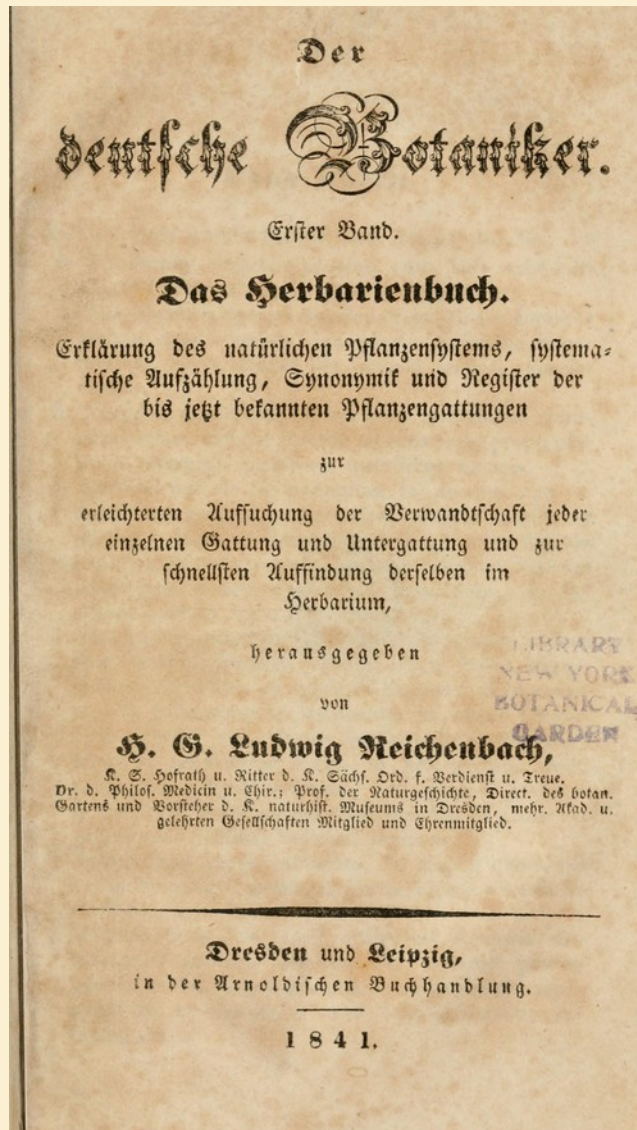 Der
deutsche Botaniker.
Erster Band.
Das Herbarienbuch.
Erklärung des natürlichen Pflanzensystems, systema-
tische Aufzählung, Synonymik und Register der
bis jetzt bekannten Pflanzengattungen
zur
erleichterten Auffuchung der Verwandtschaft jeder
einzelnen Gattung und Untergattung und zur
schnellsten Auffindung derselben im
Herbarium,
herausgegeben
von
LIBRARY
NEW YORK
BOTANICAL
GARDEN
H. G. Ludwig Reichenbach,
K. S. Hofrath u. Ritter d. K. Sächs. Ord. f. Verdienst u. Treue.
Dr. d. Philos. Medicin u. Chir.; Prof. der Naturgeschichte, Direct. des botan.
Gartens und Vorsteher d. K. naturhist. Museums in Dresden, mehr. Akad. u.
gelehrten Gesellschaften Mitglied und Ehrenmitglied.
Dresden und Leipzig,
in der Arnoldischen Buchhandlung.
1841.